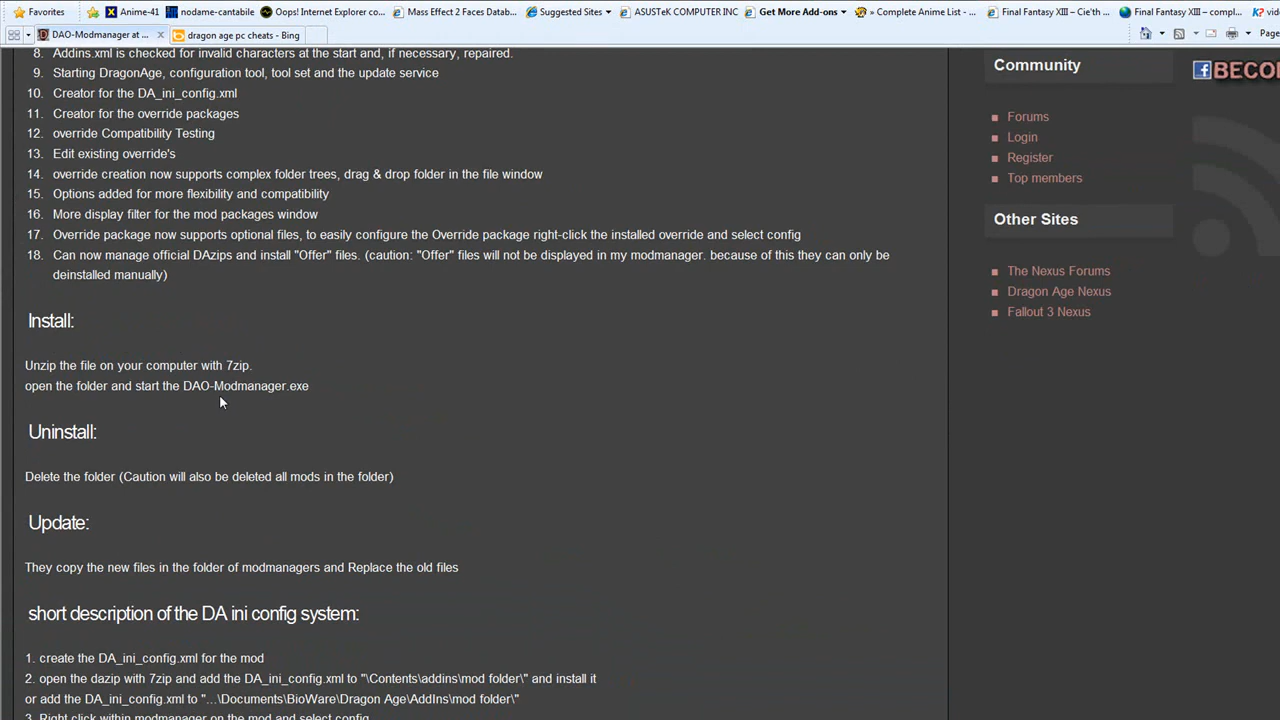 Favorites Anime-41 nodame-cantabile Oops! Internet Explorer co... Mass Effect 2 Faces Datab... Suggested Sites ASUSTeK COMPUTER INC Get More Add-ons » Complete Anime List - ... Final Fantasy XIII – Cie'th ... Final Fantasy XIII – compl... vide
DAO-Modmanager at ... x dragon age pc cheats - Bing Page
8. Addins.xml is checked for invalid characters at the start and, if necessary, repaired.
9. Starting DragonAge, configuration tool, tool set and the update service
10. Creator for the DA_ini_config.xml
11. Creator for the override packages
12. override Compatibility Testing
13. Edit existing override's
14. override creation now supports complex folder trees, drag & drop folder in the file window
15. Options added for more flexibility and compatibility
16. More display filter for the mod packages window
17. Override package now supports optional files, to easily configure the Override package right-click the installed override and select config
18. Can now manage official DAzips and install "Offer" files. (caution: "Offer" files will not be displayed in my modmanager. because of this they can only be
deinstalled manually)
Install:
Unzip the file on your computer with 7zip.
open the folder and start the DAO-Modmanager.exe
Uninstall:
Delete the folder (Caution will also be deleted all mods in the folder)
Update:
They copy the new files in the folder of modmanagers and Replace the old files
short description of the DA ini config system:
1. create the DA_ini_config.xml for the mod
2. open the dazip with 7zip and add the DA_ini_config.xml to "\Contents\addins\mod folder\" and install it
or add the DA_ini_config.xml to "...\Documents\BioWare\Dragon Age\AddIns\mod folder\"
3. Right click within modmanager on the mod and select config
Community
Forums
Login
Register
Top members
Other Sites
The Nexus Forums
Dragon Age Nexus
Fallout 3 Nexus
BECO